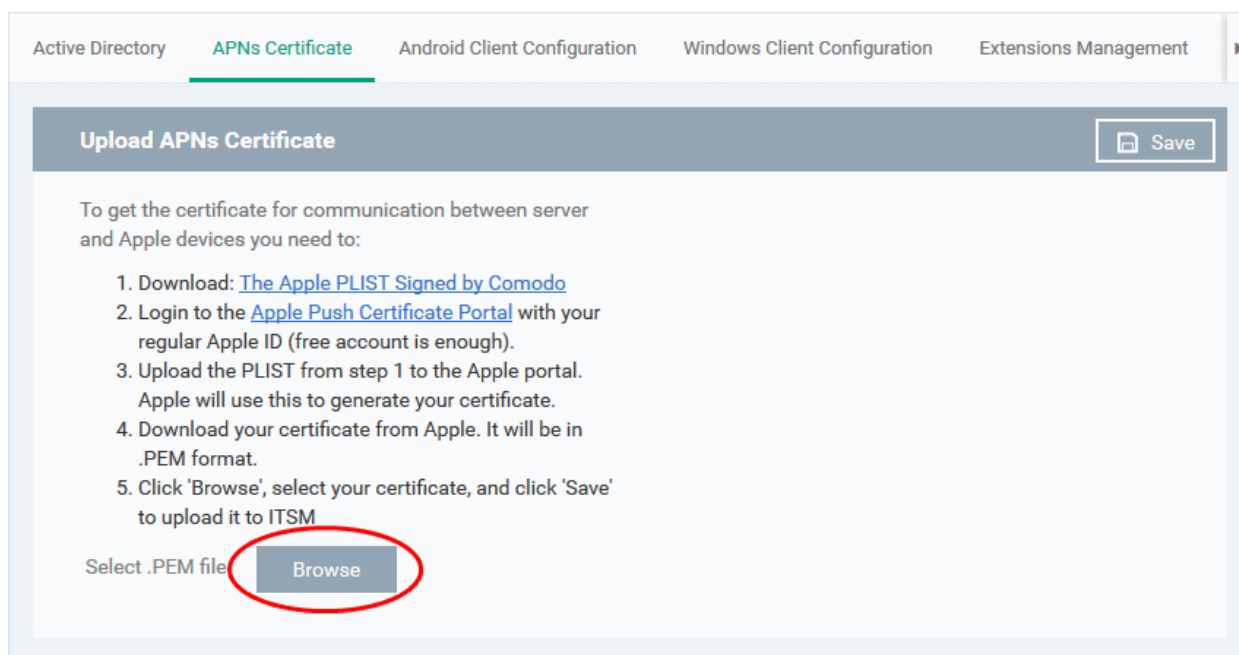 Active Directory APNs Certificate Android Client Configuration Windows Client Configuration Extensions Management
Upload APNs Certificate Save
To get the certificate for communication between server
and Apple devices you need to:
1. Download: The Apple PLIST Signed by Comodo
2. Login to the Apple Push Certificate Portal with your
regular Apple ID (free account is enough).
3. Upload the PLIST from step 1 to the Apple portal.
Apple will use this to generate your certificate.
4. Download your certificate from Apple. It will be in
.PEM format.
5. Click 'Browse', select your certificate, and click 'Save'
to upload it to ITSM
Select .PEM file Browse